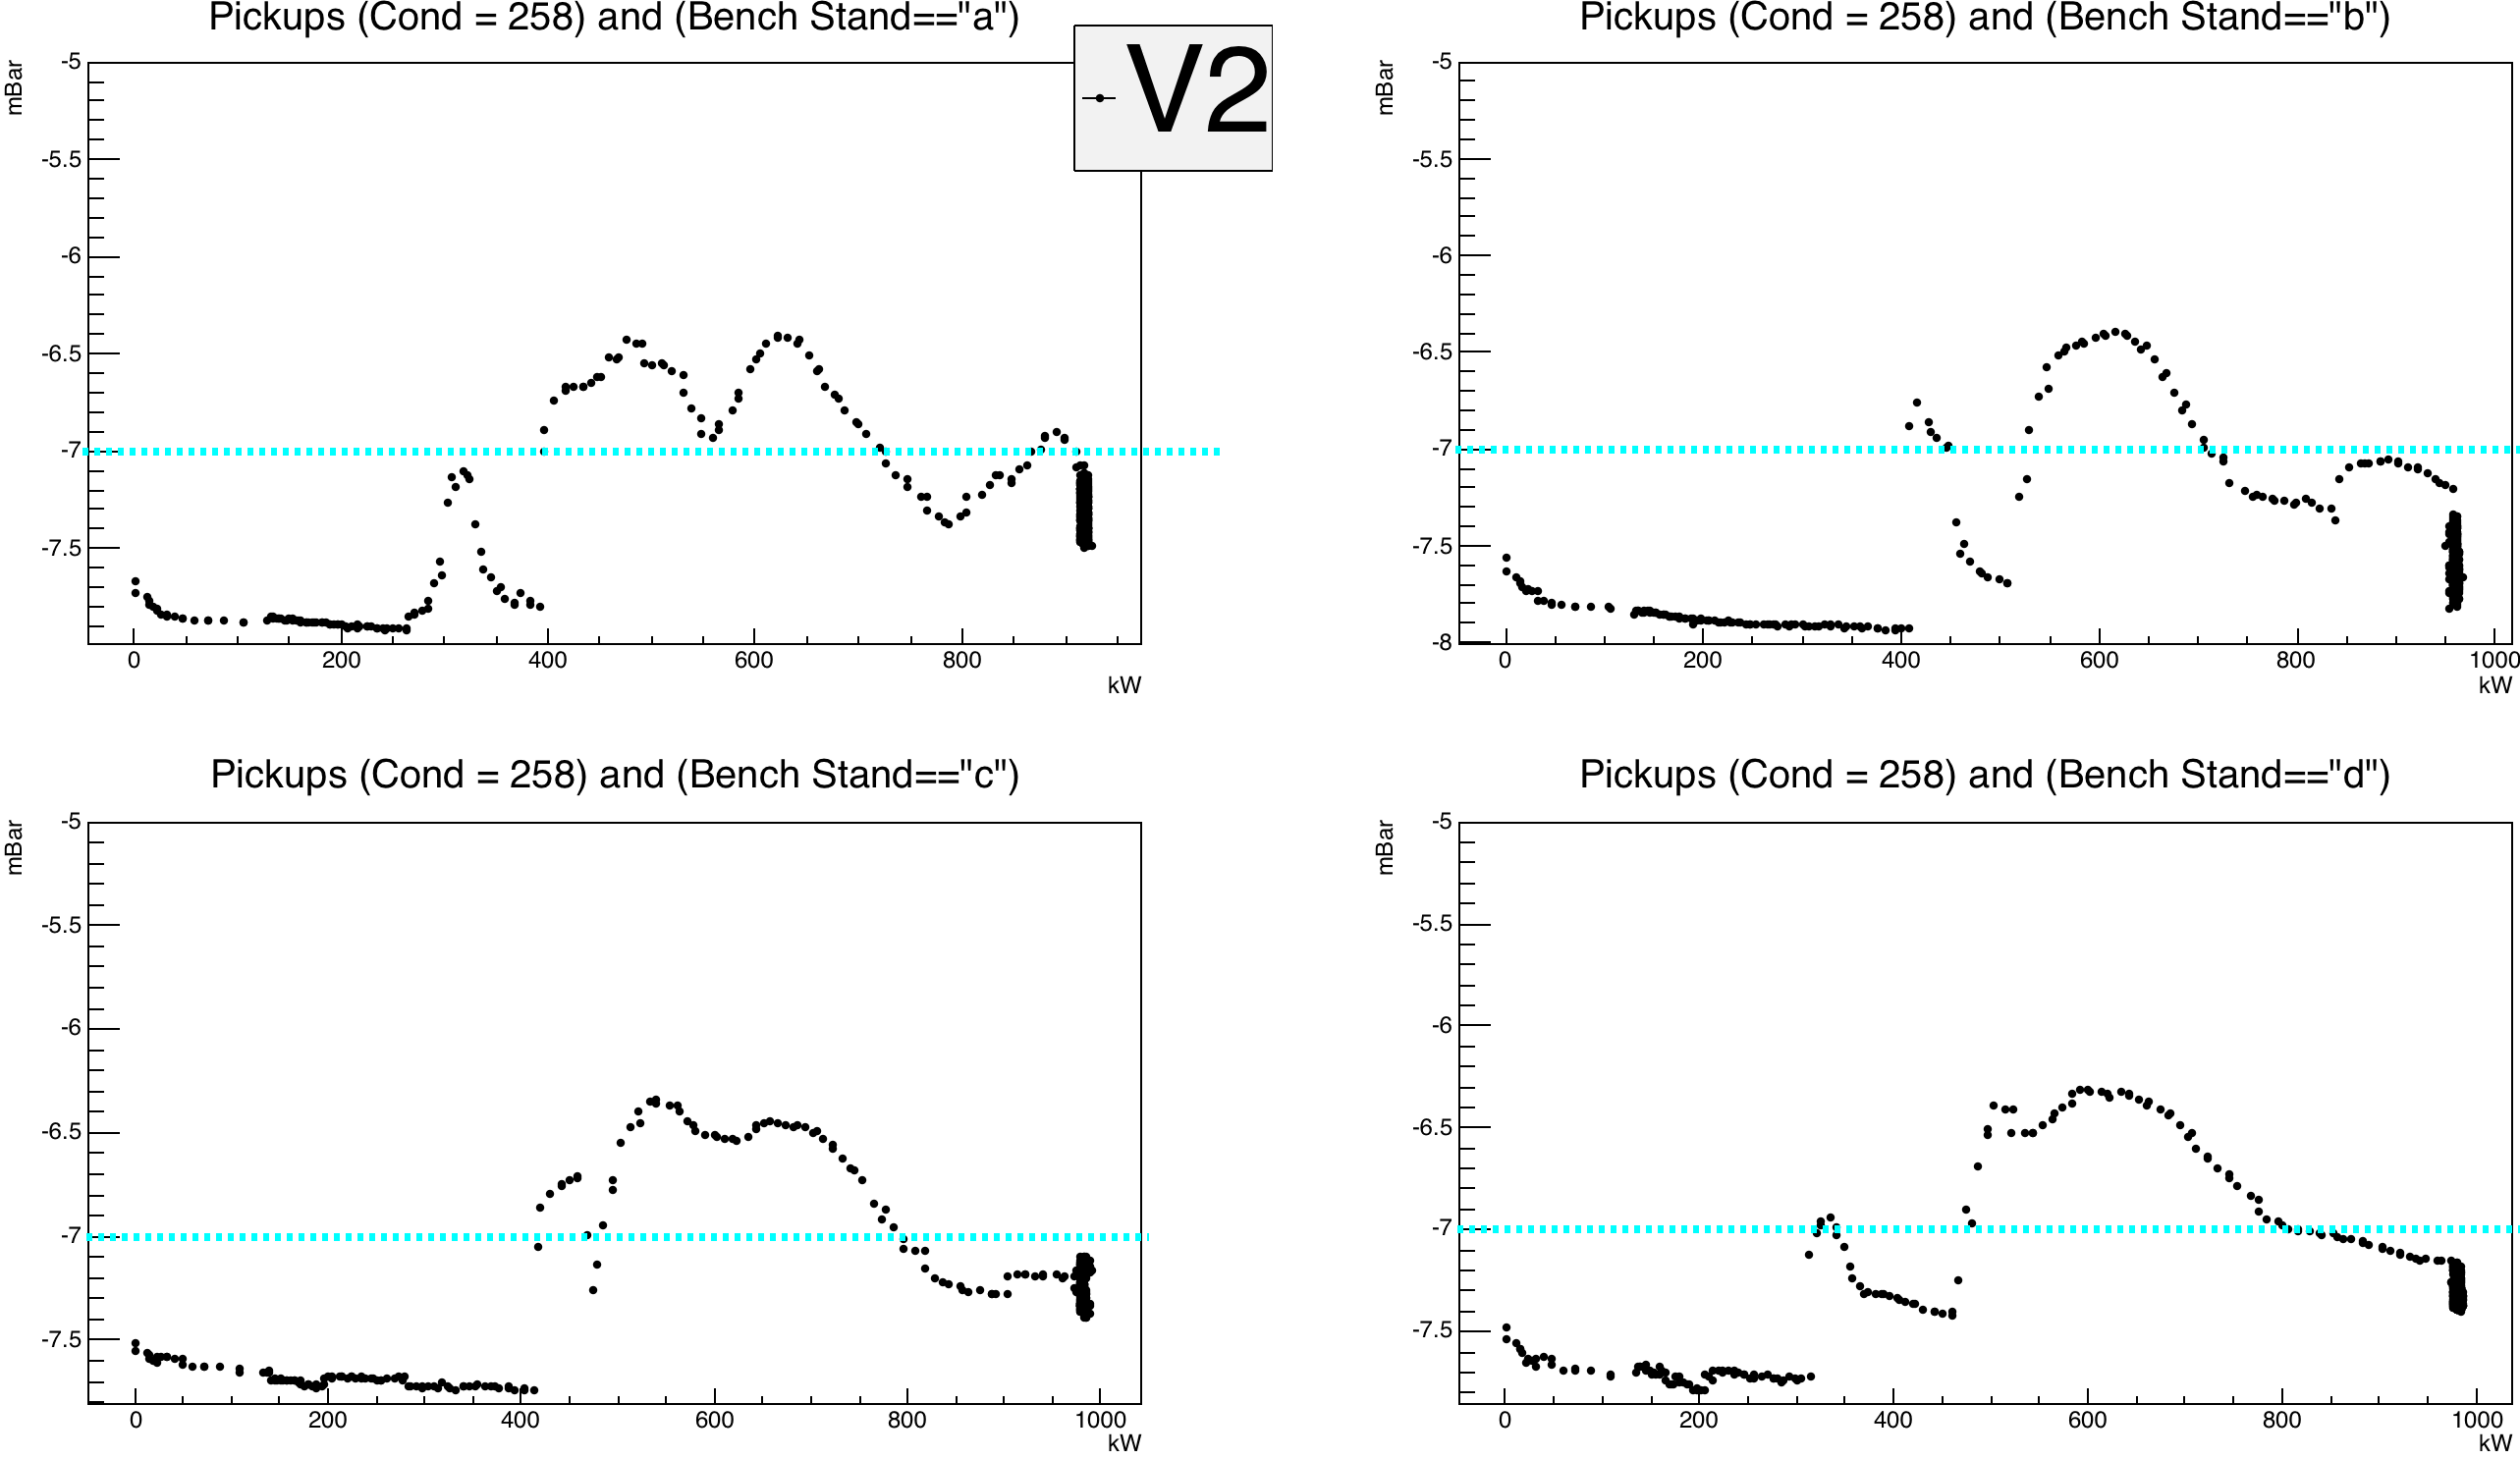 Pickups (Cond = 258) and (Bench Stand=="a")
V2
mBar
-5
-5.5
-6
-6.5
-7
-7.5
0 200 400 600 800
kW
Pickups (Cond = 258) and (Bench Stand=="b")
mBar
-5
-5.5
-6
-6.5
-7
-7.5
-8
0 200 400 600 800 1000
kW
Pickups (Cond = 258) and (Bench Stand=="c")
mBar
-5
-5.5
-6
-6.5
-7
-7.5
0 200 400 600 800 1000
kW
Pickups (Cond = 258) and (Bench Stand=="d")
mBar
-5
-5.5
-6
-6.5
-7
-7.5
0 200 400 600 800 1000
kW